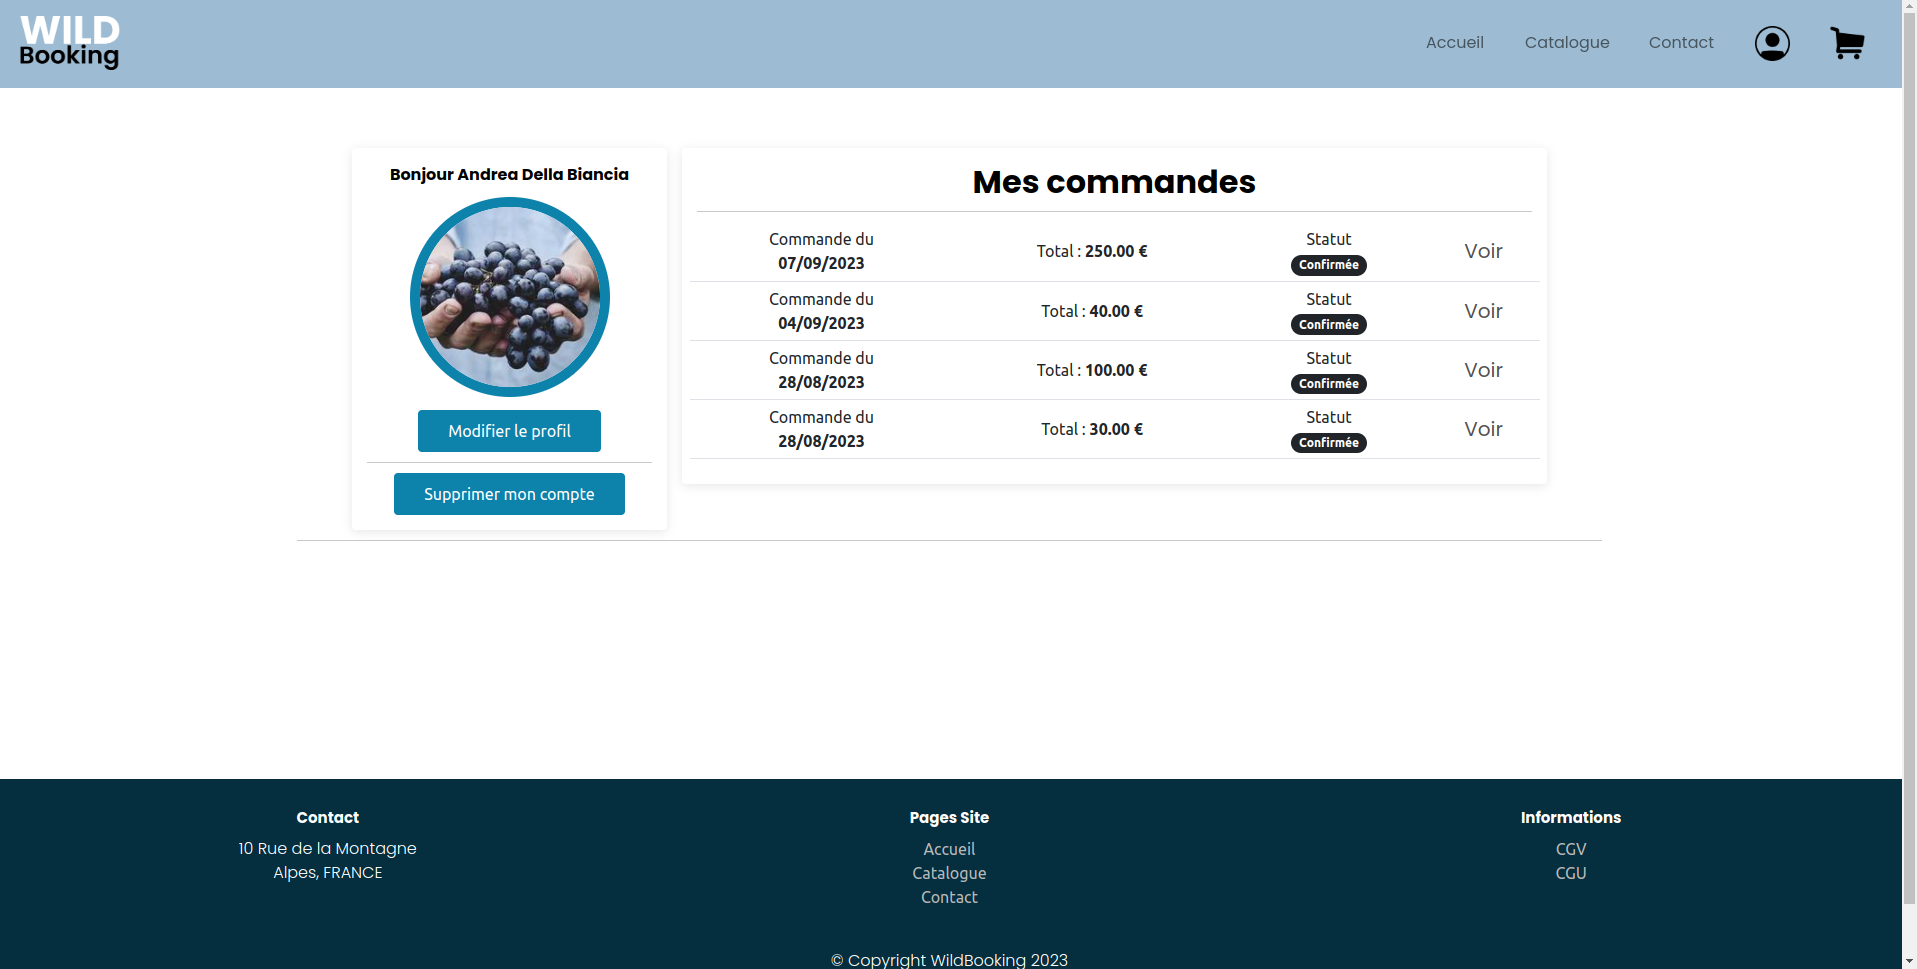 WILD
Booking
Accueil
Catalogue
Contact
Bonjour Andrea Della Biancia
Modifier le profil
Supprimer mon compte
Mes commandes
Commande du
07/09/2023
Total : 250.00 €
Statut
Confirmée
Voir
Commande du
04/09/2023
Total : 40.00 €
Statut
Confirmée
Voir
Commande du
28/08/2023
Total : 100.00 €
Statut
Confirmée
Voir
Commande du
28/08/2023
Total : 30.00 €
Statut
Confirmée
Voir
Contact
10 Rue de la Montagne
Alpes, FRANCE
Pages Site
Accueil
Catalogue
Contact
Informations
CGV
CGU
© Copyright WildBooking 2023